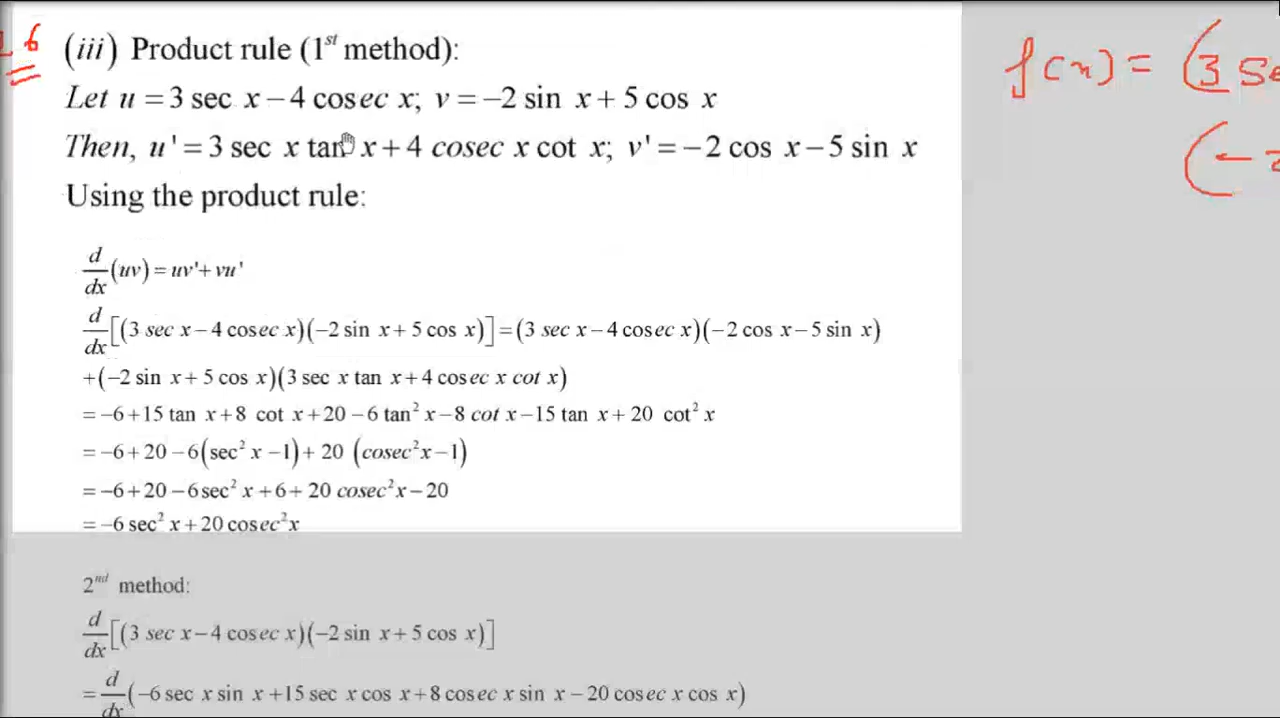 6 (iii) Product rule (1st method):
f(x) = (3 se
Let u = 3 sec x − 4 cosec x; v = −2 sin x + 5 cos x
Then, u' = 3 sec x tan x + 4 cosec x cot x; v' = −2 cos x − 5 sin x
(−2
Using the product rule:
d/dx (uv) = uv' + vu'
d/dx [(3 sec x − 4 cosec x)(−2 sin x + 5 cos x)] = (3 sec x − 4 cosec x)(−2 cos x − 5 sin x)
+(−2 sin x + 5 cos x)(3 sec x tan x + 4 cosec x cot x)
= −6 + 15 tan x + 8 cot x + 20 − 6 tan² x − 8 cot x − 15 tan x + 20 cot² x
= −6 + 20 − 6(sec² x − 1) + 20 (cosec² x − 1)
= −6 + 20 − 6 sec² x + 6 + 20 cosec² x − 20
= −6 sec² x + 20 cosec² x
2nd method:
d/dx [(3 sec x − 4 cosec x)(−2 sin x + 5 cos x)]
= d/dx (−6 sec x sin x + 15 sec x cos x + 8 cosec x sin x − 20 cosec x cos x)